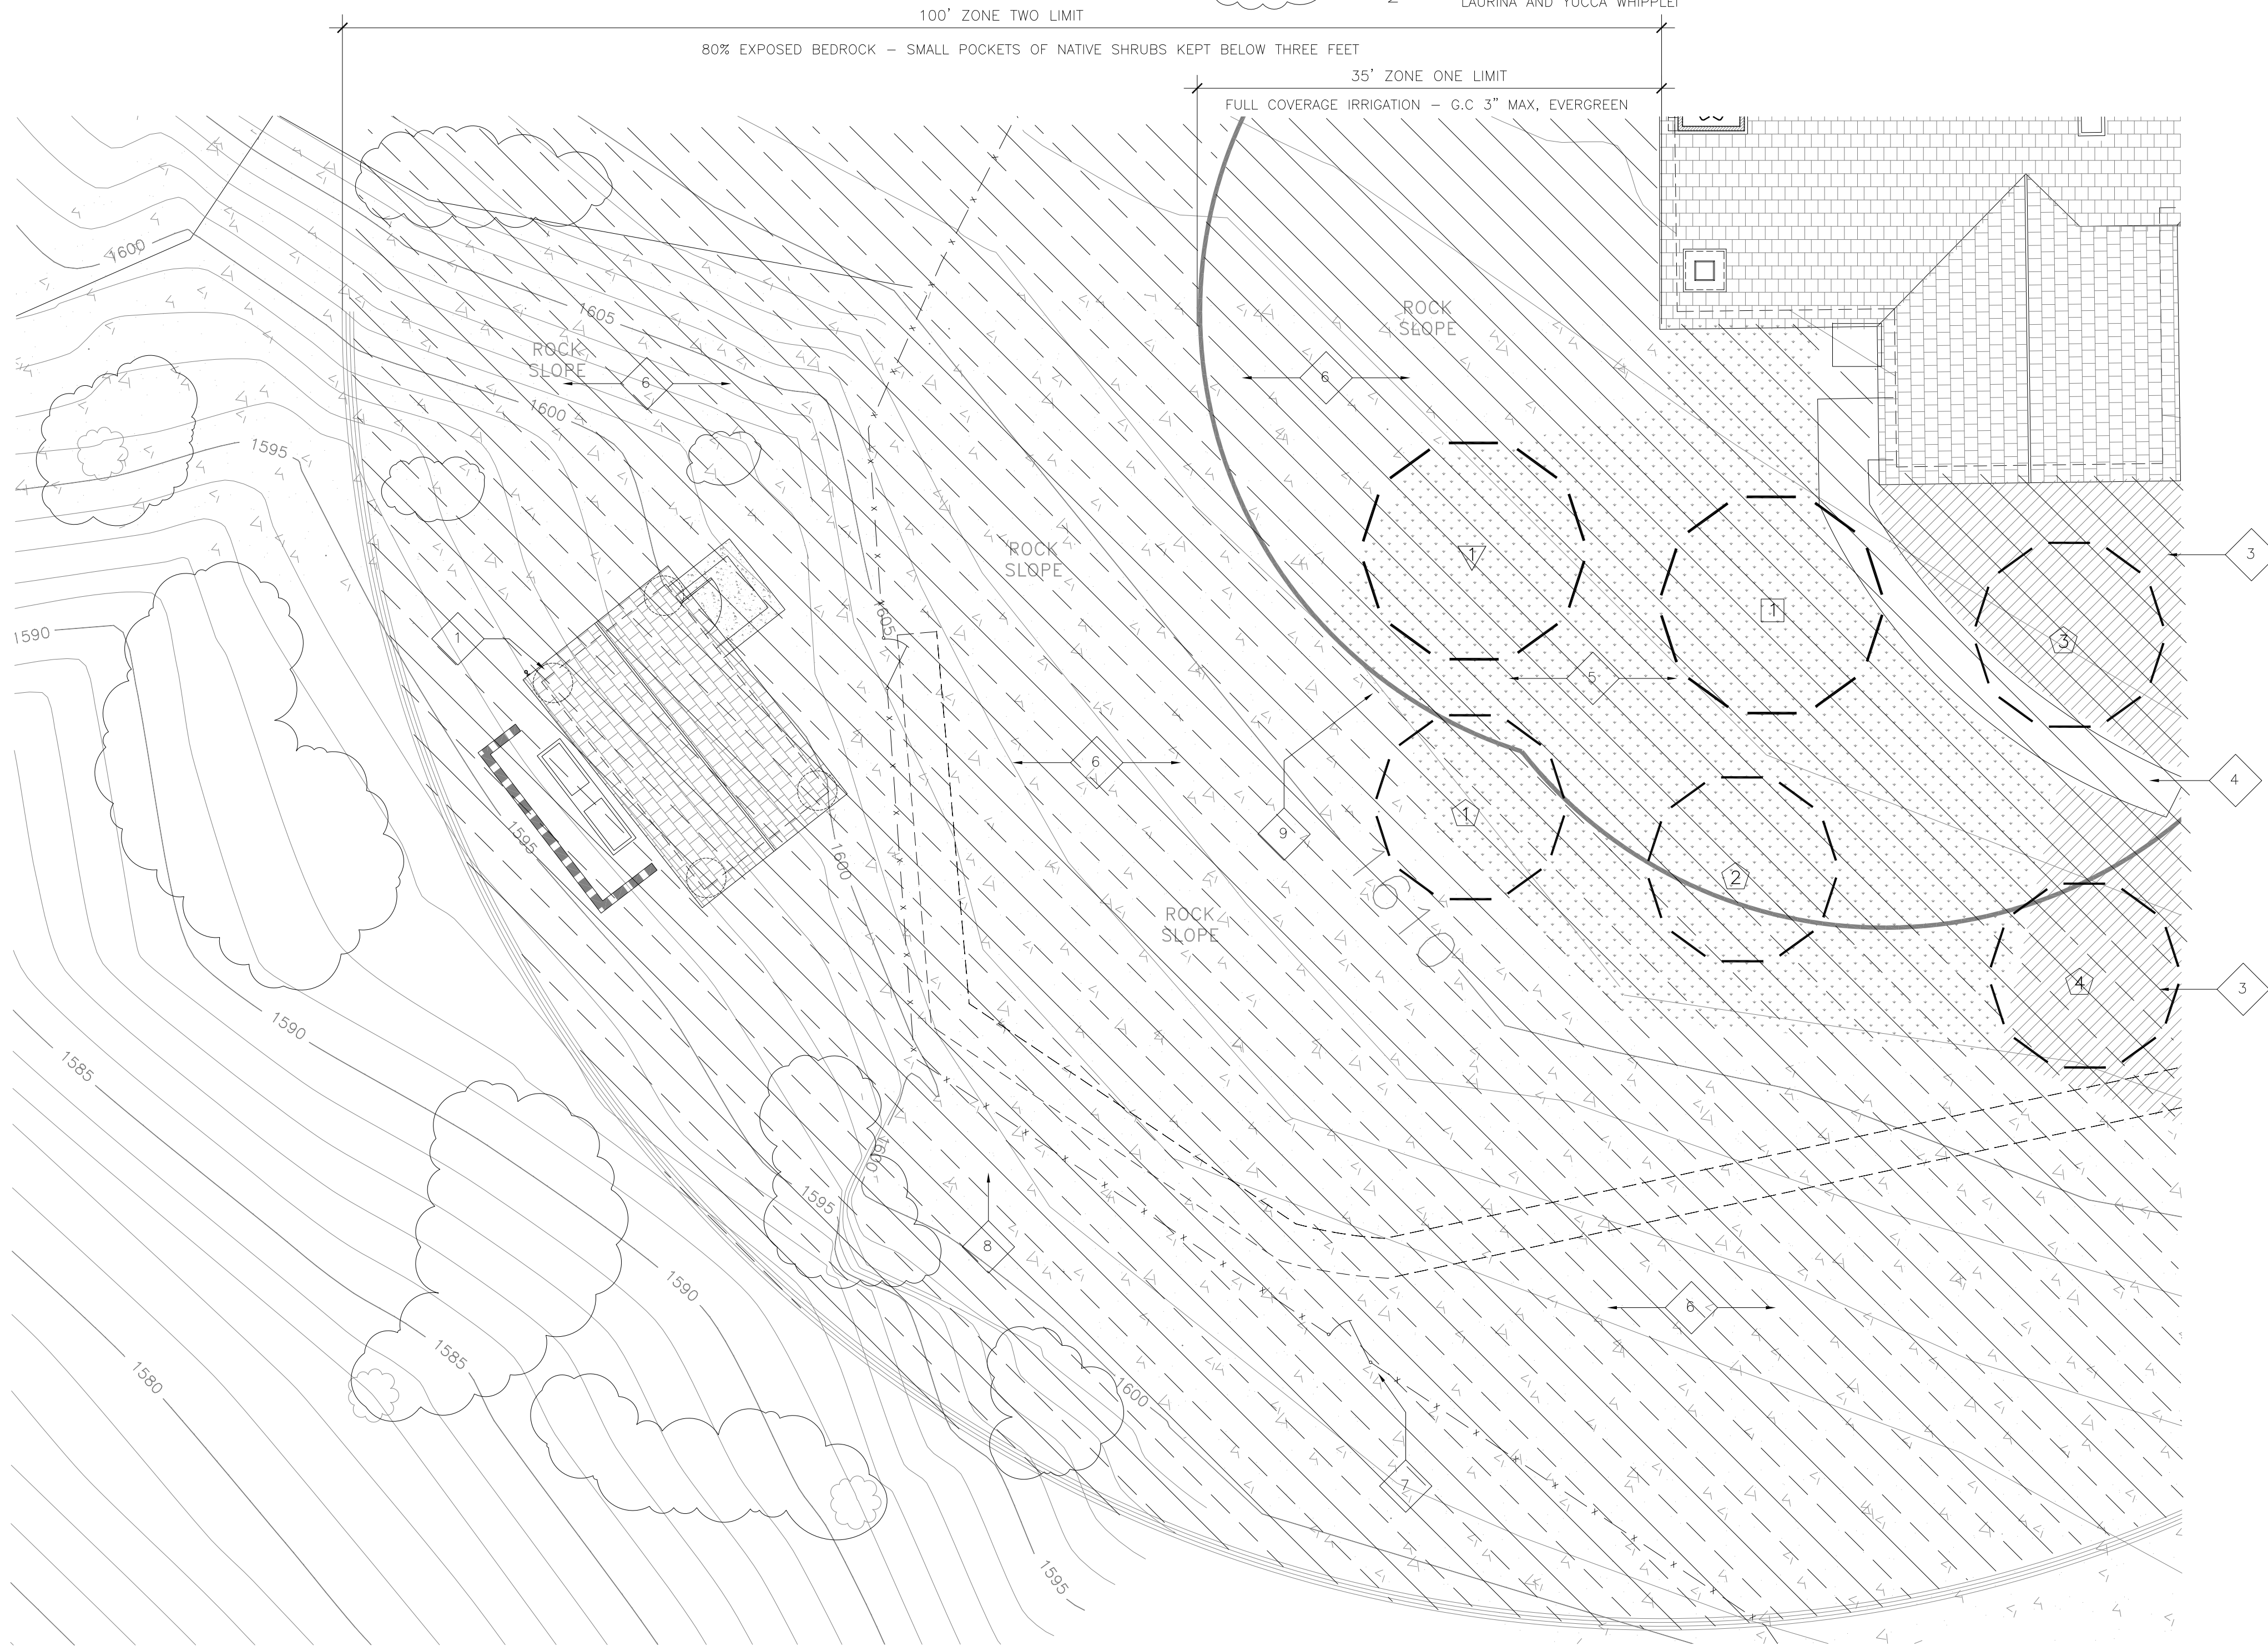 LAURINA AND YUCCA WHIPPLEI
100' ZONE TWO LIMIT
80% EXPOSED BEDROCK – SMALL POCKETS OF NATIVE SHRUBS KEPT BELOW THREE FEET
35' ZONE ONE LIMIT
FULL COVERAGE IRRIGATION – G.C 3" MAX, EVERGREEN
1600
1605
ROCK
SLOPE
ROCK
SLOPE
6
6
1600
1595
ROCK
SLOPE
1
3
1
3
1590
1
1605
5
6
4
1595
1600
9
1
2
1610
ROCK
SLOPE
4
3
1590
1585
1600
1595
8
1590
6
1585
1580
1600
7
1595